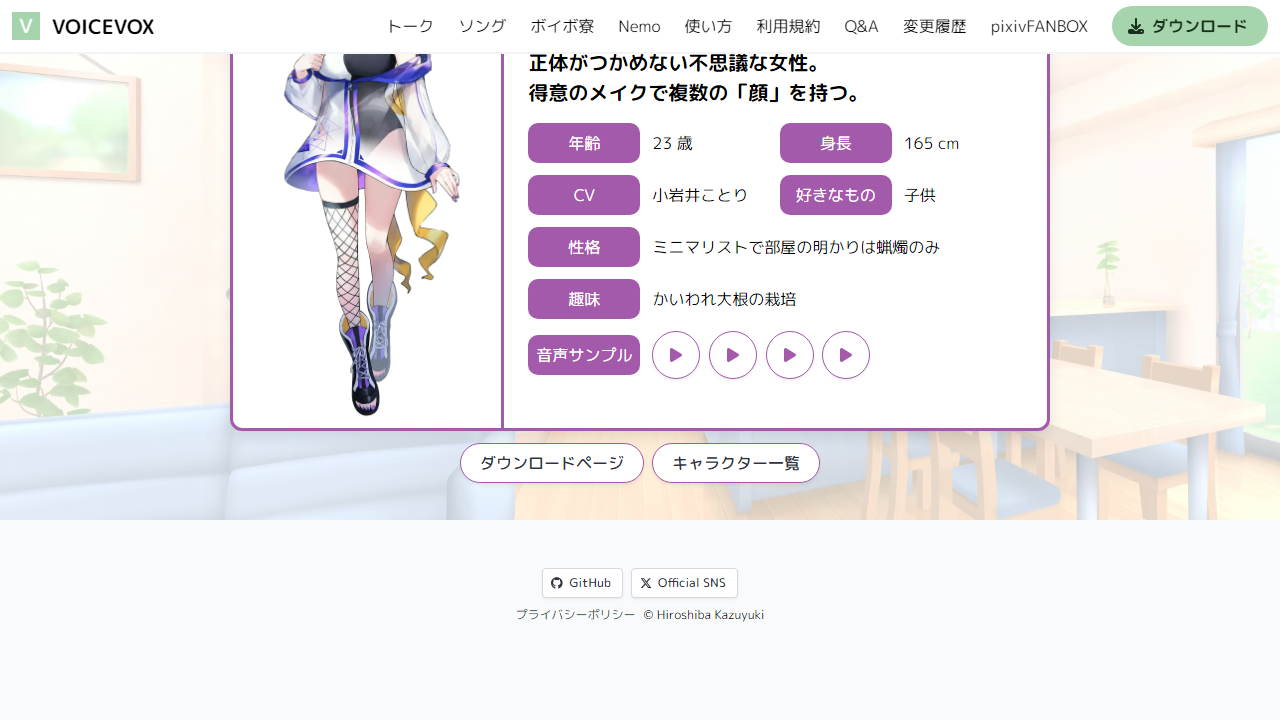 VOICEVOX トーク ソング ボイボ寮 Nemo 使い方 利用規約 Q&A 変更履歴 pixivFANBOX ダウンロード
正体がつかめない不思議な女性。
得意のメイクで複数の「顔」を持つ。
年齢 23 歳 身長 165 cm
CV 小岩井ことり 好きなもの 子供
性格 ミニマリストで部屋の明かりは蝋燭のみ
趣味 かいわれ大根の栽培
音声サンプル
ダウンロードページ キャラクター一覧
GitHub Official SNS
プライバシーポリシー © Hiroshiba Kazuyuki